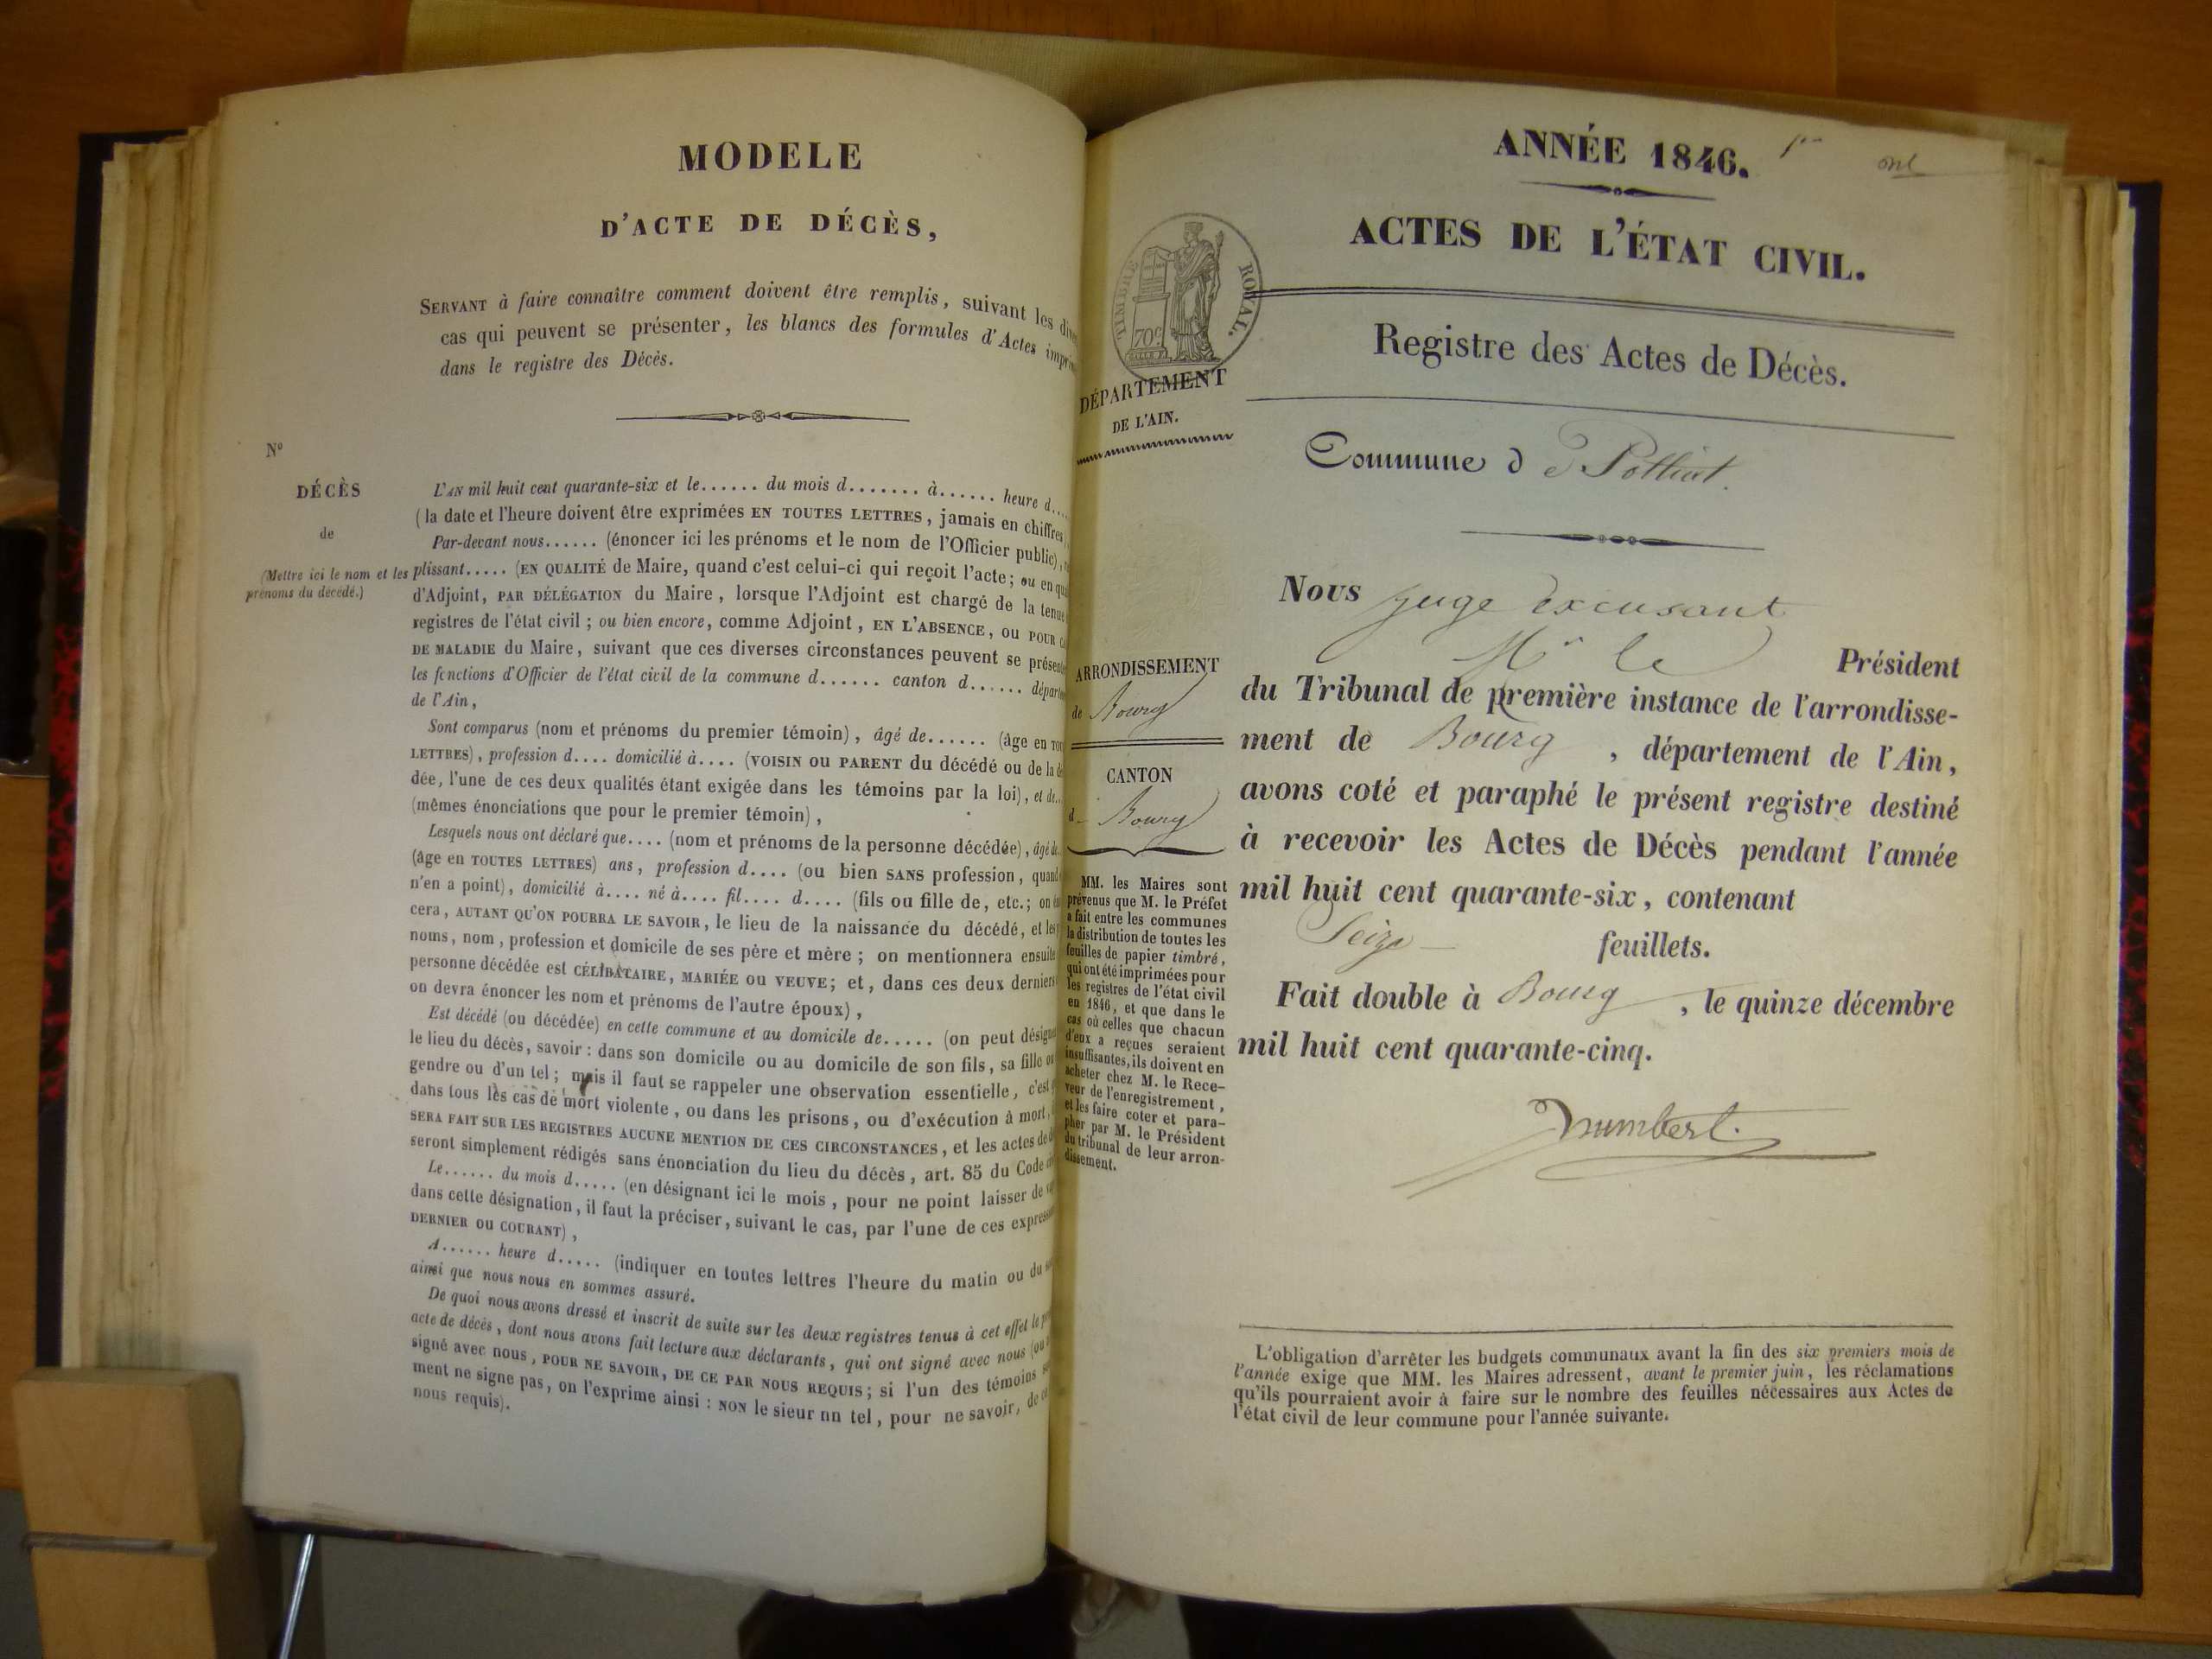 MODELE
D'ACTE DE DÉCÈS,
SERVANT à faire connaître comment doivent être remplis, suivant les
cas qui peuvent se présenter, les blancs des formules d'Actes
dans le registre des Décès.
N°
DÉCÈS
de
(Mettre ici le nom et les
prénoms du décédé.)
L'AN mil huit cent quarante-six et le...... du mois d....... à...... heure d....
(la date et l'heure doivent être exprimées EN TOUTES LETTRES, jamais en chiffres)
Par-devant nous...... (énoncer ici les prénoms et le nom de l'Officier public),
plissant..... (EN QUALITÉ de Maire, quand c'est celui-ci qui reçoit l'acte; ou en
d'Adjoint, PAR DÉLÉGATION du Maire, lorsque l'Adjoint est chargé de la
registres de l'état civil; ou bien encore, comme Adjoint, EN L'ABSENCE, OU POUR
DE MALADIE du Maire, suivant que ces diverses circonstances peuvent se
les fonctions d'Officier de l'état civil de la commune d...... canton d......
de l'Ain,
Sont comparus (nom et prénoms du premier témoin), âgé de...... (âge en
LETTRES), profession d.... domicilié à.... (VOISIN OU PARENT du décédé ou de la
dée, l'une de ces deux qualités étant exigée dans les témoins par la loi), et de...
(mêmes énonciations que pour le premier témoin),
Lesquels nous ont déclaré que.... (nom et prénoms de la personne décédée), âgé de..
(âge en TOUTES LETTRES) ans, profession d.... (ou bien SANS profession, quand
n'en a point), domicilié à.... né à.... fil.... d.... (fils ou fille de, etc.; on
cera, AUTANT QU'ON POURRA LE SAVOIR, le lieu de la naissance du décédé, et les
noms, nom, profession et domicile de ses père et mère; on mentionnera ensuite
personne décédée est CÉLIBATAIRE, MARIÉE OU VEUVE; et, dans ces deux derniers
on devra énoncer les nom et prénoms de l'autre époux),
Est décédé (ou décédée) en cette commune et au domicile de..... (on peut
le lieu du décès, savoir: dans son domicile ou au domicile de son fils, sa fille
gendre ou d'un tel; mais il faut se rappeler une observation essentielle, c'est
dans tous les cas de mort violente, ou dans les prisons, ou d'exécution à mort,
SERA FAIT SUR LES REGISTRES AUCUNE MENTION DE CES CIRCONSTANCES, et les actes de
seront simplement rédigés sans énonciation du lieu du décès, art. 85 du Code
Le...... du mois d..... (en désignant ici le mois, pour ne point laisser de
dans cette désignation, il faut la préciser, suivant le cas, par l'une de ces
DERNIER OU COURANT),
A...... heure d..... (indiquer en toutes lettres l'heure du matin ou du
ainsi que nous nous en sommes assuré.
De quoi nous avons dressé et inscrit de suite sur les deux registres tenus à cet effet le
acte de décès, dont nous avons fait lecture aux déclarants, qui ont signé avec nous (ou
signé avec nous, POUR NE SAVOIR, DE CE PAR NOUS REQUIS; si l'un des témoins
ment ne signe pas, on l'exprime ainsi: NON le sieur un tel, pour ne savoir, de
nous requis).
ANNÉE 1846.
ACTES DE L'ÉTAT CIVIL.
TIMBRE ROYAL.
70 c.
DÉPARTEMENT
DE L'AIN.
Registre des Actes de Décès.
Commune d e Polliat.
ARRONDISSEMENT
de Bourg
CANTON
d Bourg
MM. les Maires sont
prévenus que M. le Préfet
a fait entre les communes
la distribution de toutes les
feuilles de papier timbré,
qui ont été imprimées pour
les registres de l'état civil
en 1846, et que dans le
cas où celles que chacun
d'eux a reçues seraient
insuffisantes, ils doivent en
acheter chez M. le Rece-
veur de l'enregistrement,
et les faire coter et para-
pher par M. le Président
du tribunal de leur arron-
dissement.
Nous juge excusant
Mr le Président
du Tribunal de première instance de l'arrondisse-
ment de Bourg, département de l'Ain,
avons coté et paraphé le présent registre destiné
à recevoir les Actes de Décès pendant l'année
mil huit cent quarante-six, contenant
Seize feuillets.
Fait double à Bourg, le quinze décembre
mil huit cent quarante-cinq.
L'obligation d'arrêter les budgets communaux avant la fin des six premiers mois de
l'année exige que MM. les Maires adressent, avant le premier juin, les réclamations
qu'ils pourraient avoir à faire sur le nombre des feuilles nécessaires aux Actes de
l'état civil de leur commune pour l'année suivante.